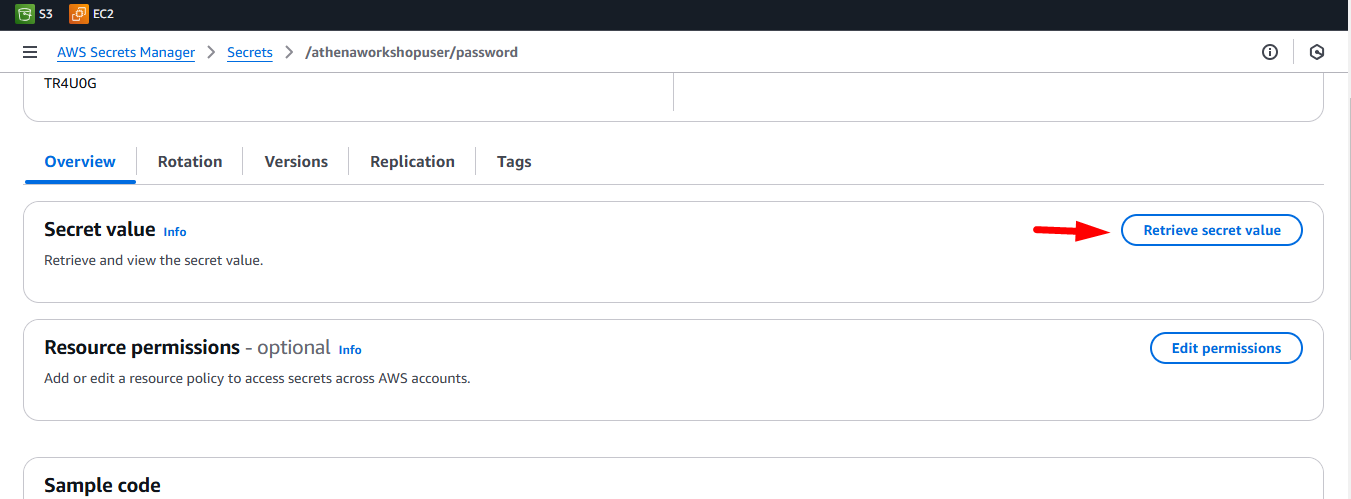 S3 EC2
AWS Secrets Manager Secrets /athenaworkshopuser/password
TR4U0G
Overview Rotation Versions Replication Tags
Secret value Info
Retrieve secret value
Retrieve and view the secret value.
Resource permissions - optional Info
Edit permissions
Add or edit a resource policy to access secrets across AWS accounts.
Sample code